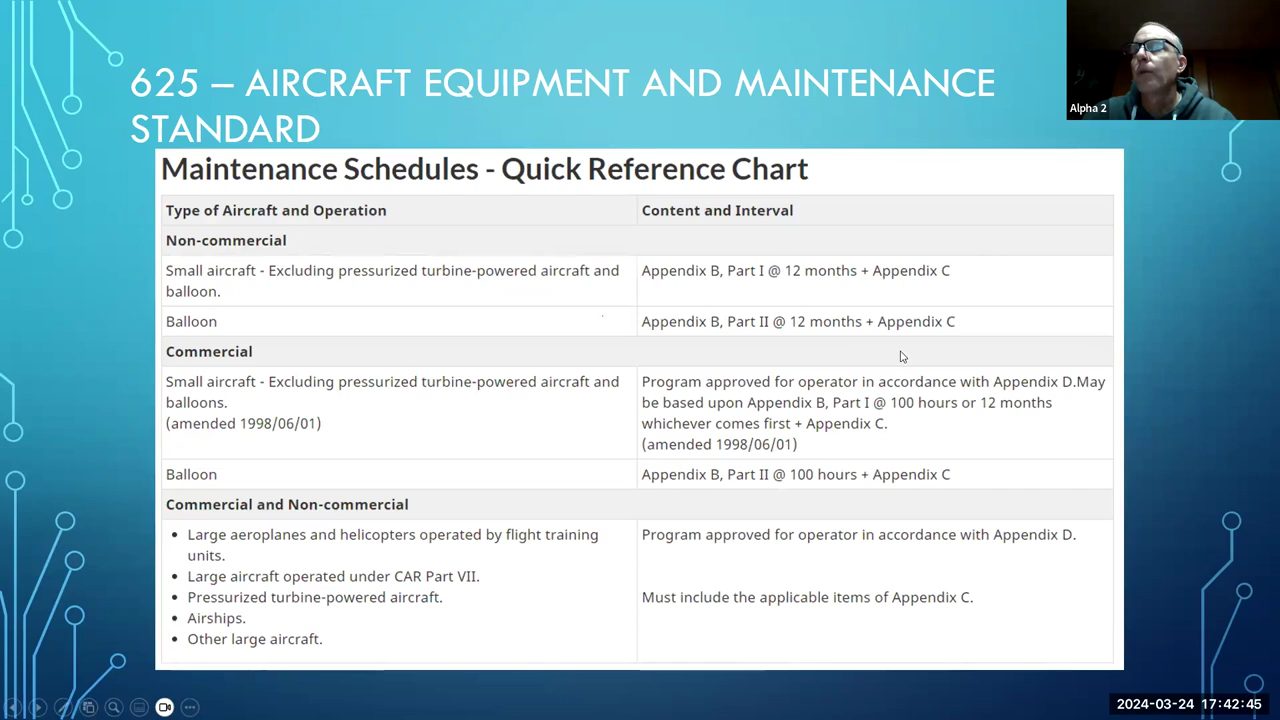 625 – AIRCRAFT EQUIPMENT AND MAINTENANCE
STANDARD
Alpha 2
Maintenance Schedules - Quick Reference Chart
Type of Aircraft and Operation
Content and Interval
Non-commercial
Small aircraft - Excluding pressurized turbine-powered aircraft and
balloon.
Appendix B, Part I @ 12 months + Appendix C
Balloon
Appendix B, Part II @ 12 months + Appendix C
Commercial
Small aircraft - Excluding pressurized turbine-powered aircraft and
balloons.
(amended 1998/06/01)
Program approved for operator in accordance with Appendix D.May
be based upon Appendix B, Part I @ 100 hours or 12 months
whichever comes first + Appendix C.
(amended 1998/06/01)
Balloon
Appendix B, Part II @ 100 hours + Appendix C
Commercial and Non-commercial
• Large aeroplanes and helicopters operated by flight training
units.
• Large aircraft operated under CAR Part VII.
• Pressurized turbine-powered aircraft.
• Airships.
• Other large aircraft.
Program approved for operator in accordance with Appendix D.
Must include the applicable items of Appendix C.
2024-03-24 17:42:45